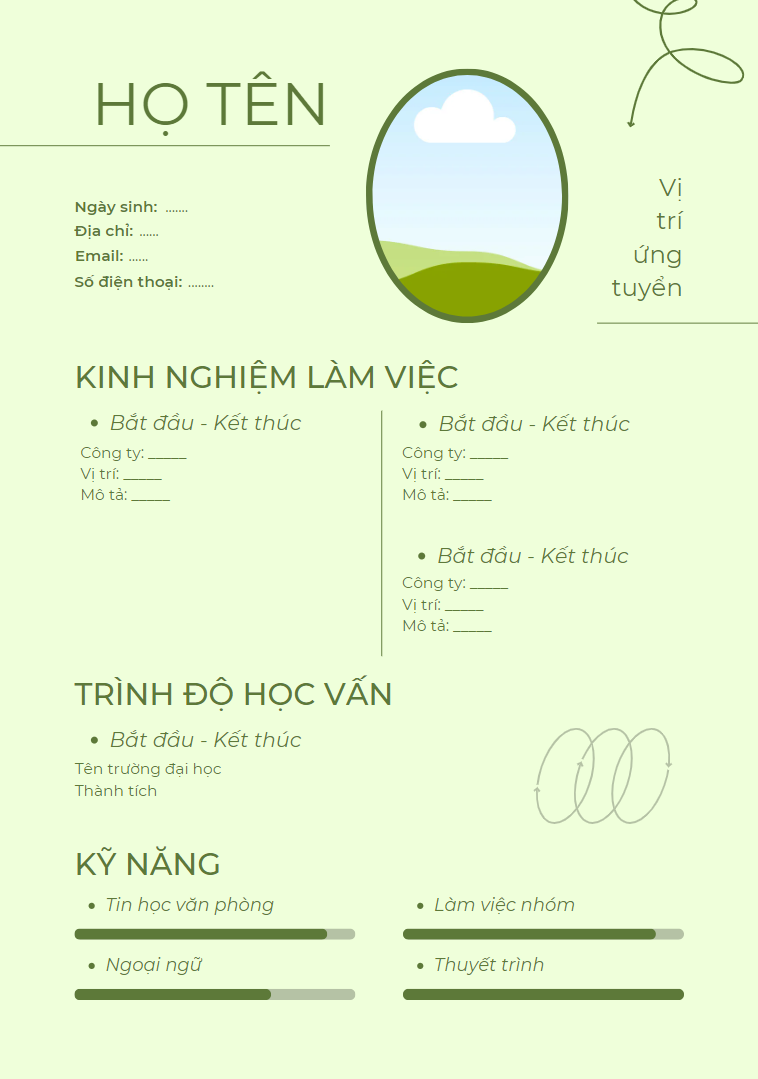 HỌ TÊN
Ngày sinh: .......
Địa chỉ: ......
Email: ......
Số điện thoại: ........
Vị
trí
ứng
tuyển
KINH NGHIỆM LÀM VIỆC
Bắt đầu - Kết thúc
Công ty: _____
Vị trí: _____
Mô tả: _____
Bắt đầu - Kết thúc
Công ty: _____
Vị trí: _____
Mô tả: _____
Bắt đầu - Kết thúc
Công ty: _____
Vị trí: _____
Mô tả: _____
TRÌNH ĐỘ HỌC VẤN
Bắt đầu - Kết thúc
Tên trường đại học
Thành tích
KỸ NĂNG
Tin học văn phòng
Làm việc nhóm
Ngoại ngữ
Thuyết trình